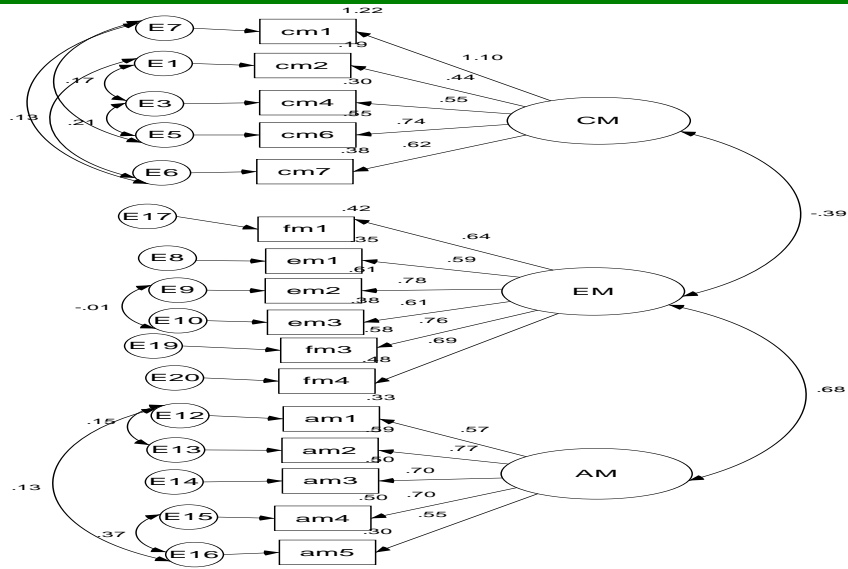 1.22
E7 cm1
.19
1.10
E1 cm2
.44
.30
.17
E3 cm4
.55
.55
.13 .21
E5 cm6
.74
CM
.38
.62
E6 cm7
-.39
.42
E17 fm1
.64
.35
E8 em1
.59
.61
E9 em2
.78
EM
-.01
.38
.61
E10 em3
.76
.58
E19 fm3
.69
.48
E20 fm4
.68
.33
E12 am1
.57
.15
.59
E13 am2
.77
.50
E14 am3
.70
AM
.13
.50
.70
E15 am4
.55
.37
.30
E16 am5